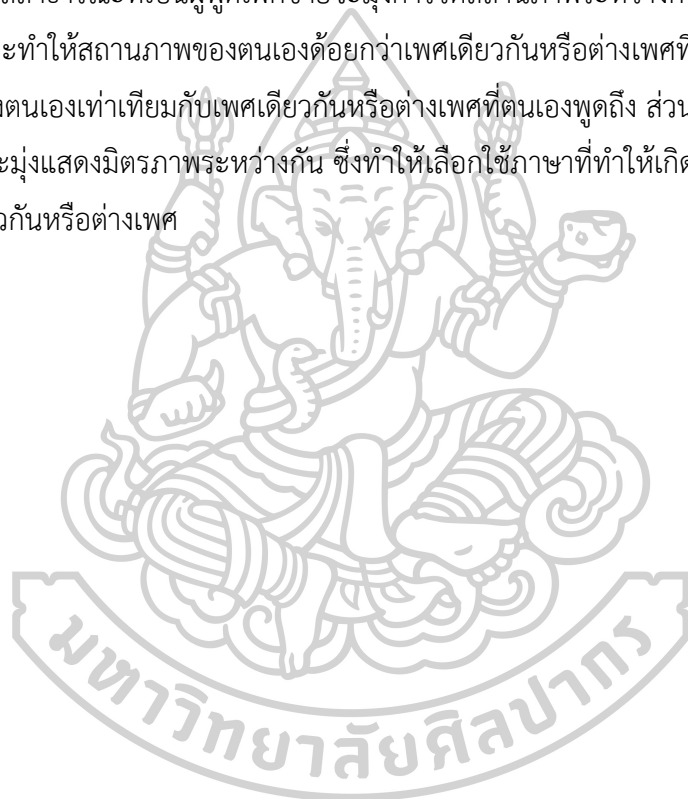 ะทำให้สถานภาพของตนเองด้อยกว่าเพศเดียวกันหรือต่างเพศที่
งตนเองเท่าเทียมกับเพศเดียวกันหรือต่างเพศที่ตนเองพูดถึง ส่วน
ะมุ่งแสดงมิตรภาพระหว่างกัน ซึ่งทำให้เลือกใช้ภาษาที่ทำให้เกิด
วกันหรือต่างเพศ
มหาวิทยาลัยศิลปากร